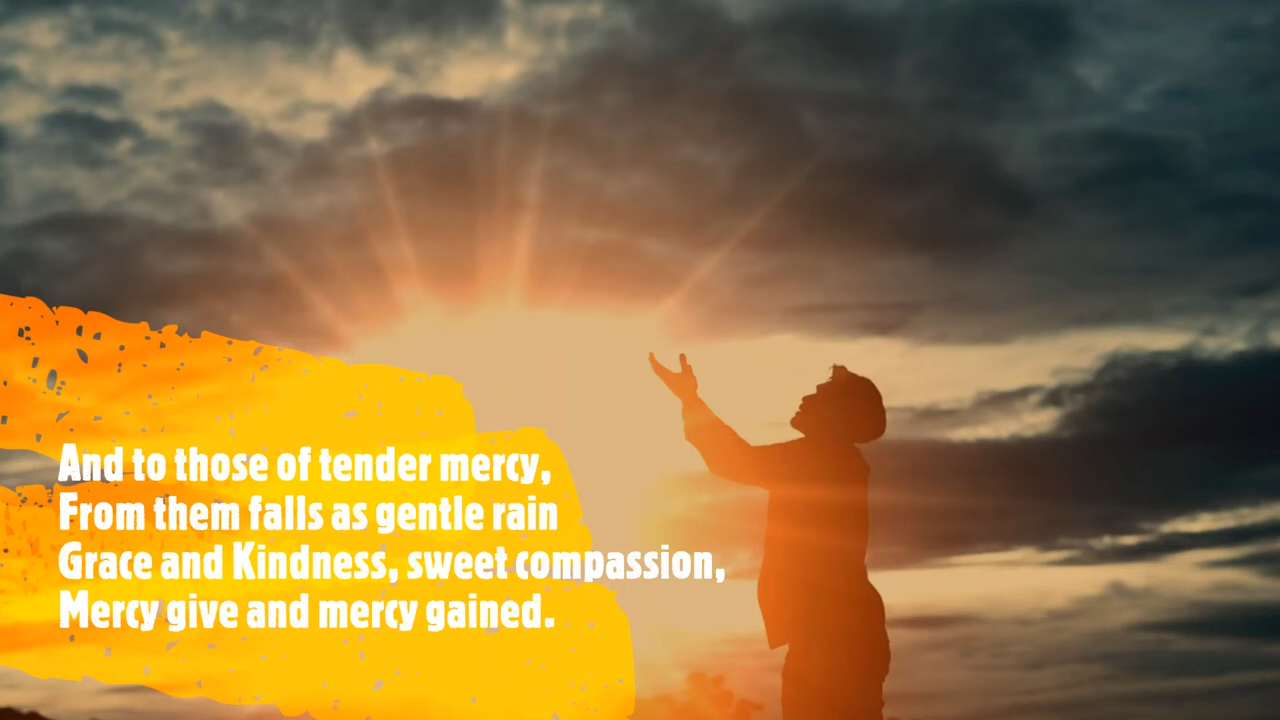 And to those of tender mercy,
From them falls as gentle rain
Grace and Kindness, sweet compassion,
Mercy give and mercy gained.